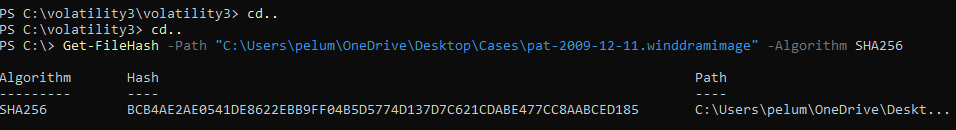 PS C:\volatility3\volatility3> cd..
PS C:\volatility3> cd..
PS C:\> Get-FileHash -Path "C:\Users\pelum\OneDrive\Desktop\Cases\pat-2009-12-11.winddramimage" -Algorithm SHA256
Algorithm Hash Path
--------- ---- ----
SHA256 BCB4AE2AE0541DE8622EBB9FF04B5D5774D137D7C621CDABE477CC8AABCED185 C:\Users\pelum\OneDrive\Deskt...